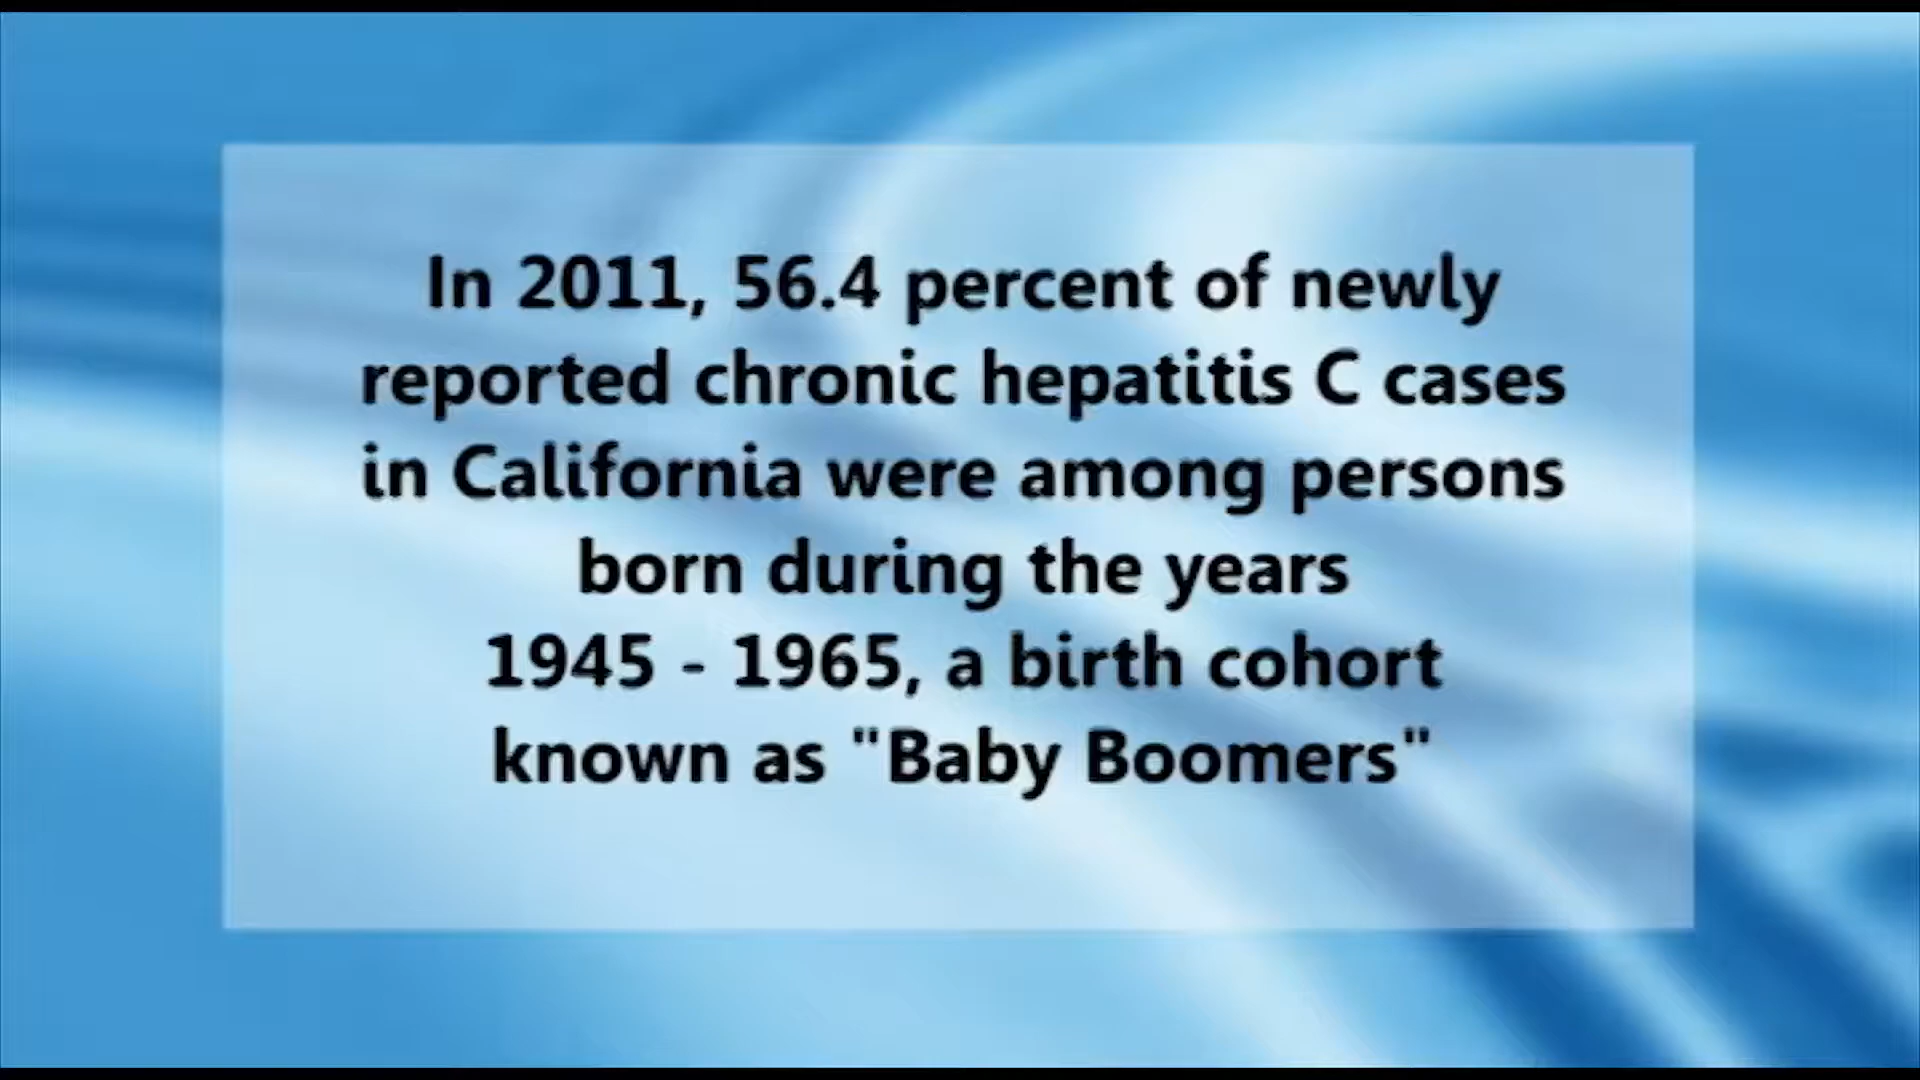 In 2011, 56.4 percent of newly
reported chronic hepatitis C cases
in California were among persons
born during the years
1945 - 1965, a birth cohort
known as "Baby Boomers"